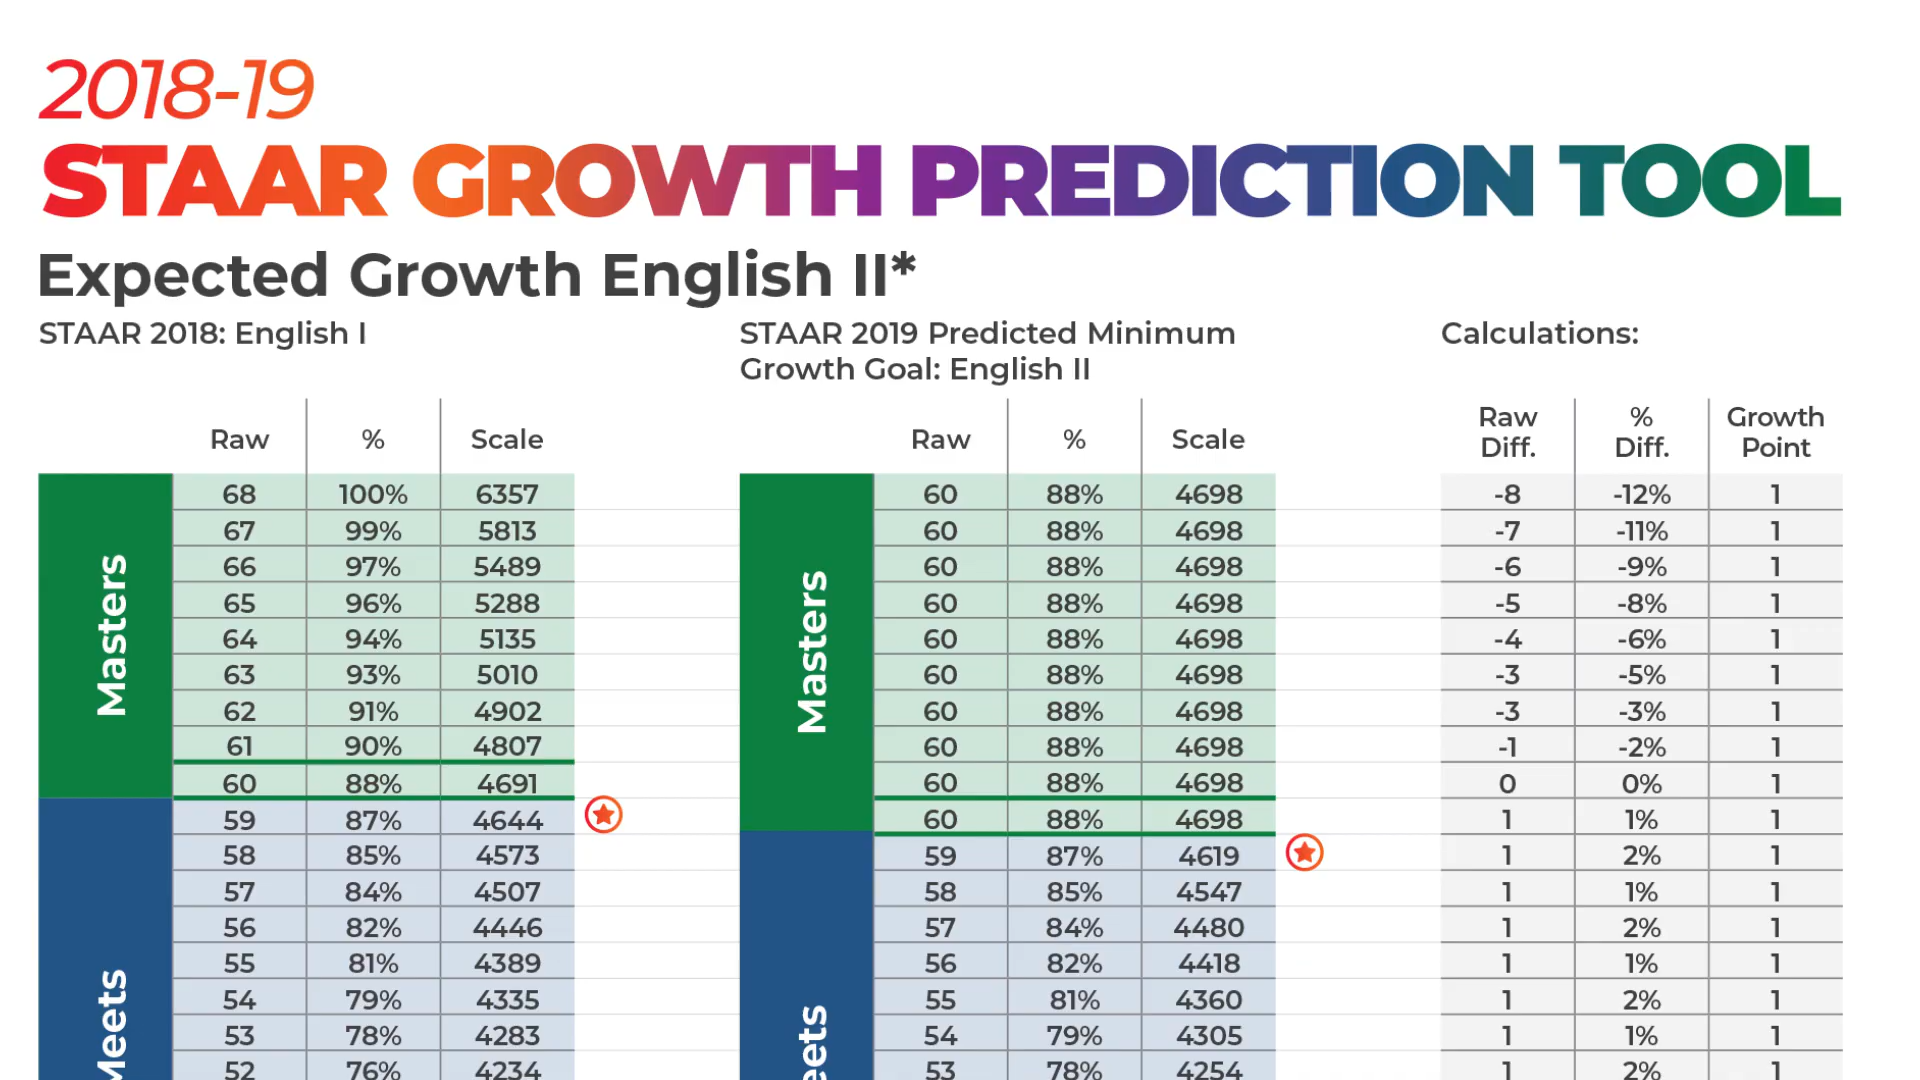 2018-19
STAAR GROWTH PREDICTION TOOL
Expected Growth English II*
STAAR 2018: English I
STAAR 2019 Predicted Minimum
Growth Goal: English II
Calculations:
Raw % Scale Raw % Scale Raw Diff. % Diff. Growth Point
Masters
Masters
68 100% 6357 60 88% 4698 -8 -12% 1
67 99% 5813 60 88% 4698 -7 -11% 1
66 97% 5489 60 88% 4698 -6 -9% 1
65 96% 5288 60 88% 4698 -5 -8% 1
64 94% 5135 60 88% 4698 -4 -6% 1
63 93% 5010 60 88% 4698 -3 -5% 1
62 91% 4902 60 88% 4698 -3 -3% 1
61 90% 4807 60 88% 4698 -1 -2% 1
60 88% 4691 60 88% 4698 0 0% 1
59 87% 4644 60 88% 4698 1 1% 1
Meets
eets
58 85% 4573 59 87% 4619 1 2% 1
57 84% 4507 58 85% 4547 1 1% 1
56 82% 4446 57 84% 4480 1 2% 1
55 81% 4389 56 82% 4418 1 1% 1
54 79% 4335 55 81% 4360 1 2% 1
53 78% 4283 54 79% 4305 1 1% 1
52 76% 4234 53 78% 4254 1 2% 1